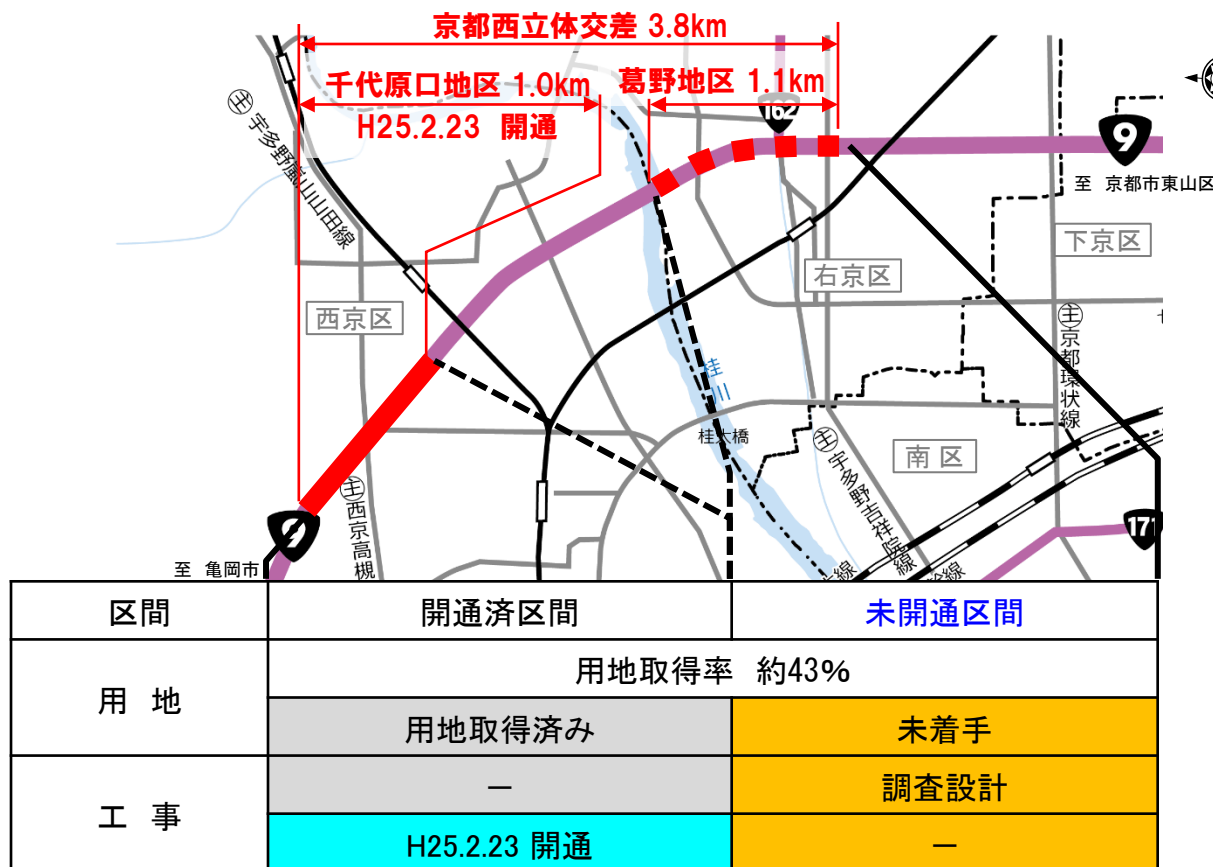 京都西立体交差 3.8km
千代原口地区 1.0km
葛野地区 1.1km
H25.2.23 開通
162
9
至 京都市東山区
主 宇多野嵐山山田線
下京区
右京区
西京区
主 京都環状線
桂川
桂大橋
南 区
主 宇多野吉祥院線
主 西京高槻
171
9
至 亀岡市
区間 開通済区間 未開通区間
用地取得率 約43%
用 地
用地取得済み 未着手
ー 調査設計
工 事
H25.2.23 開通 ー